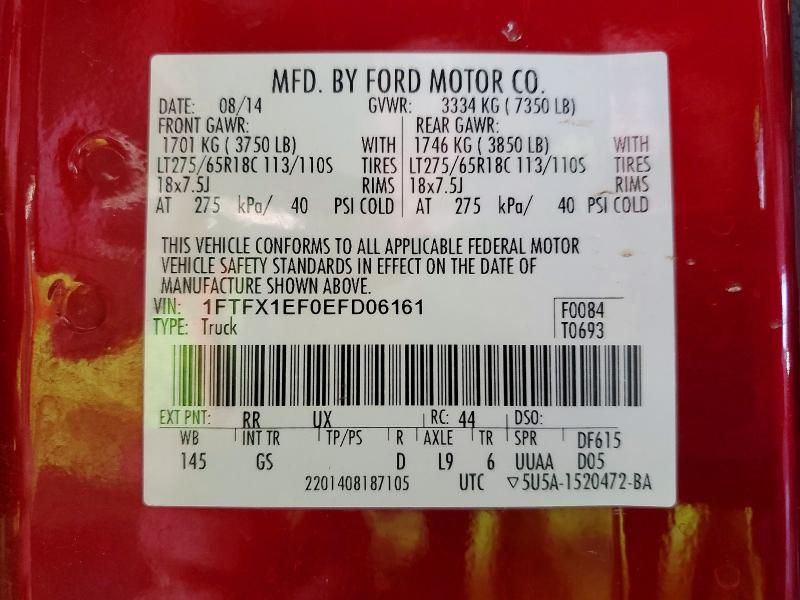 MFD. BY FORD MOTOR CO.
DATE: 08/14 GVWR: 3334 KG ( 7350 LB)
FRONT GAWR: REAR GAWR:
1701 KG ( 3750 LB) WITH 1746 KG ( 3850 LB) WITH
LT275/65R18C 113/110S TIRES LT275/65R18C 113/110S TIRES
18x7.5J RIMS 18x7.5J RIMS
AT 275 kPa/ 40 PSI COLD AT 275 kPa/ 40 PSI COLD
THIS VEHICLE CONFORMS TO ALL APPLICABLE FEDERAL MOTOR
VEHICLE SAFETY STANDARDS IN EFFECT ON THE DATE OF
MANUFACTURE SHOWN ABOVE.
VIN: 1FTFX1EF0EFD06161 F0084
TYPE: Truck T0693
EXT PNT: RR UX RC: 44 DSO:
WB INT TR TP/PS R AXLE TR SPR DF615
145 GS D L9 6 UUAA D05
2201408187105 UTC ▽5U5A-1520472-BA